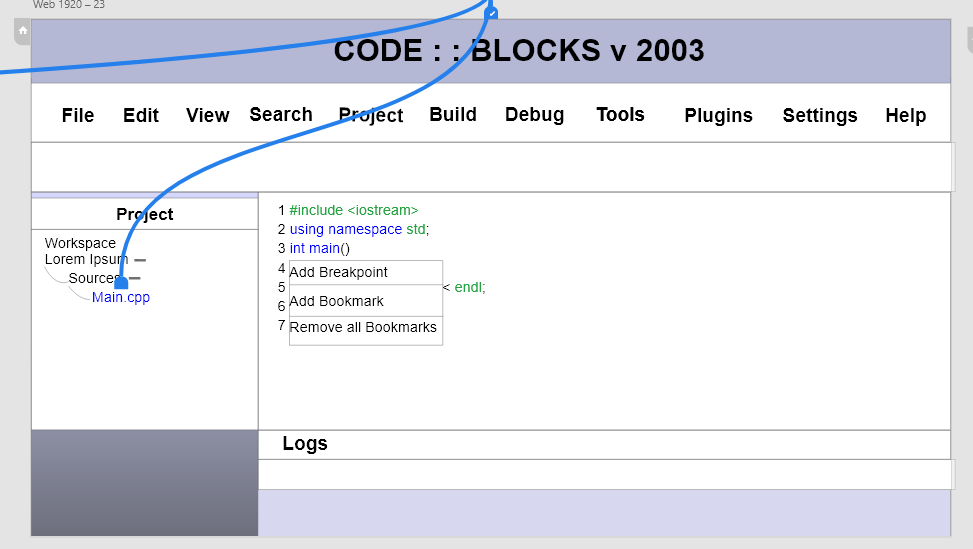 Web 1920 – 23
CODE : : BLOCKS v 2003
File Edit View Search Project Build Debug Tools Plugins Settings Help
Project
Workspace
Lorem Ipsum
Sources
Main.cpp
1 #include <iostream>
2 using namespace std;
3 int main()
4 Add Breakpoint
5 < endl;
Add Bookmark
6
7 Remove all Bookmarks
Logs